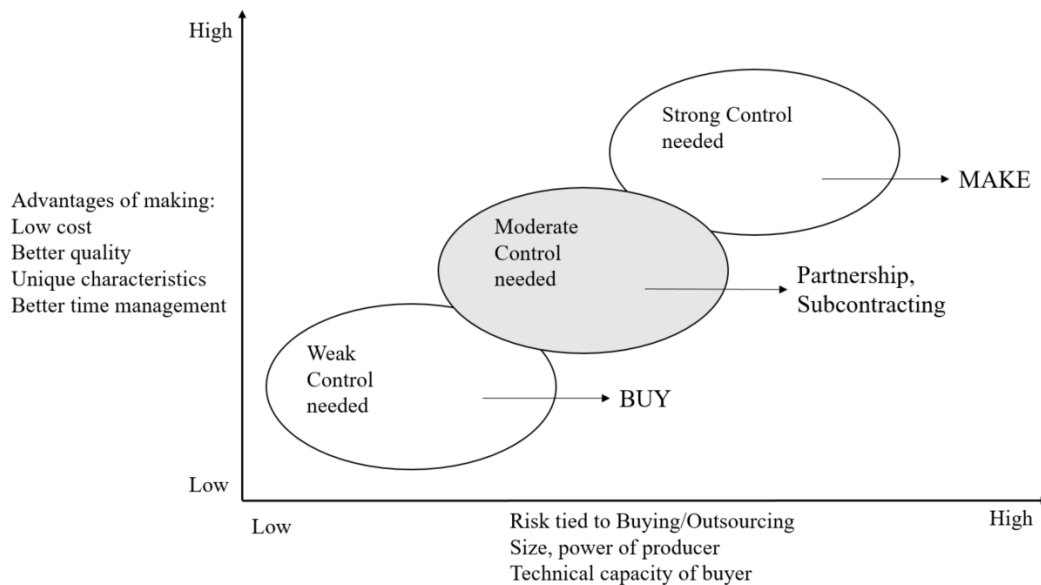 High
Strong Control
needed
MAKE
Advantages of making:
Low cost
Better quality
Unique characteristics
Better time management
Moderate
Control
needed
Partnership,
Subcontracting
Weak
Control
needed
BUY
Low
Low
Risk tied to Buying/Outsourcing
Size, power of producer
Technical capacity of buyer
High